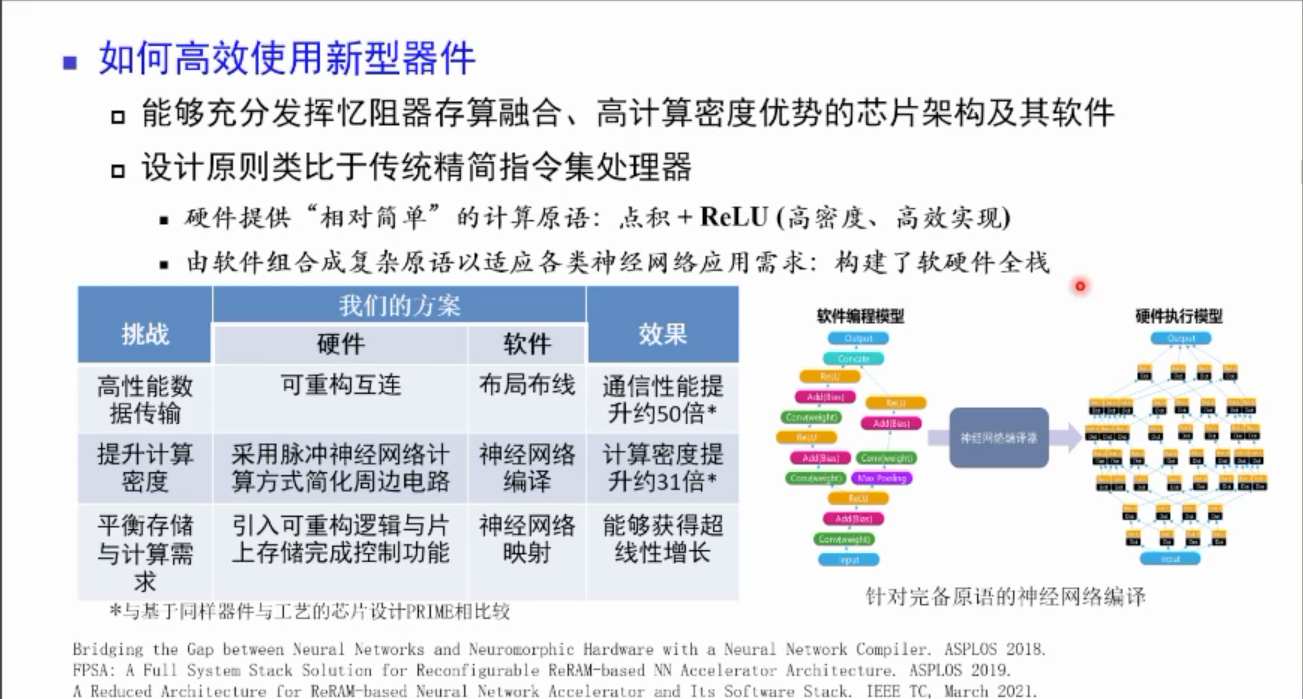 如何高效使用新型器件
能够充分发挥忆阻器存算融合、高计算密度优势的芯片架构及其软件
设计原则类比于传统精简指令集处理器
硬件提供“相对简单”的计算原语：点积 + ReLU (高密度、高效实现)
由软件组合成复杂原语以适应各类神经网络应用需求：构建了软硬件全栈
挑战
我们的方案
效果
硬件
软件
高性能数
据传输
可重构互连
布局布线
通信性能提
升约50倍*
提升计算
密度
采用脉冲神经网络计
算方式简化周边电路
神经网络
编译
计算密度提
升约31倍*
平衡存储
与计算需
求
引入可重构逻辑与片
上存储完成控制功能
神经网络
映射
能够获得超
线性增长
*与基于同样器件与工艺的芯片设计PRIME相比较
软件编程模型
Output
Concate
ReLU
Add(Bias)
ReLU
Conv(weight)
Add(Bias)
ReLU
Add(Bias)
Conv(weight)
Conv(weight)
Max Pooling
ReLU
Add(Bias)
Conv(weight)
Input
神经网络编译器
硬件执行模型
Output
Input
针对完备原语的神经网络编译
Bridging the Gap between Neural Networks and Neuromorphic Hardware with a Neural Network Compiler. ASPLOS 2018.
FPSA: A Full System Stack Solution for Reconfigurable ReRAM-based NN Accelerator Architecture. ASPLOS 2019.
A Reduced Architecture for ReRAM-based Neural Network Accelerator and Its Software Stack. IEEE TC, March 2021.